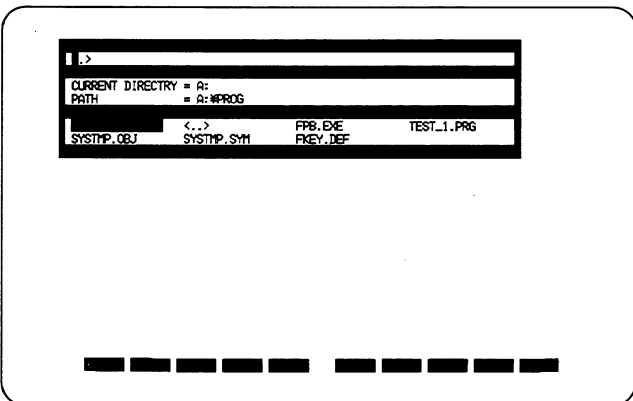 .>
CURRENT DIRECTRY = A:
PATH = A:¥PROG
<..> FPB.EXE TEST_1.PRG
SYSTMP.OBJ SYSTMP.SYM FKEY.DEF